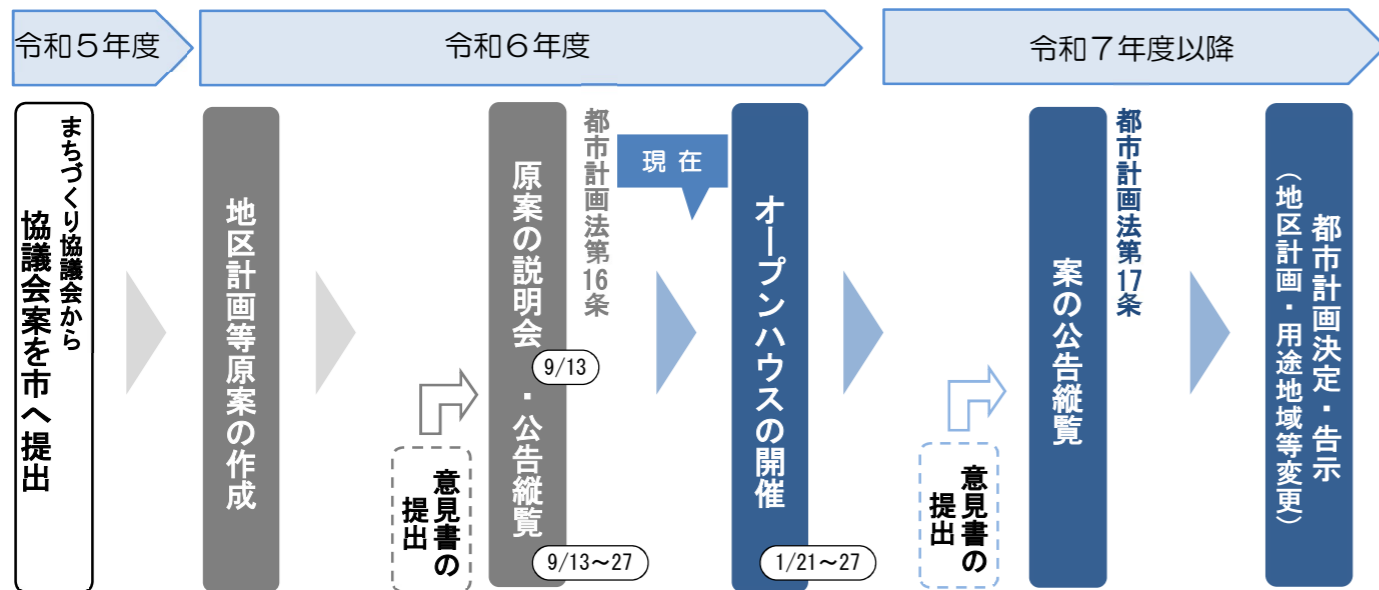 令和５年度
令和６年度
令和７年度以降
まちづくり協議会から
協議会案を市へ提出
地区計画等原案の作成
意見書の
提出
原案の説明会・公告縦覧
9/13
9/13～27
都市計画法第16条
現在
オープンハウスの開催
1/21～27
意見書の
提出
案の公告縦覧
都市計画法第17条
都市計画決定・告示
（地区計画・用途地域等変更）